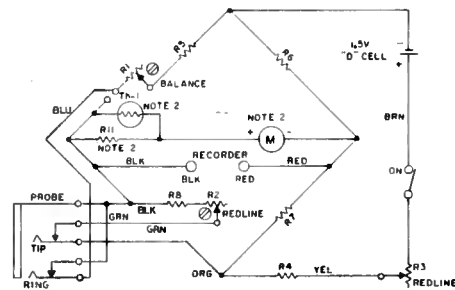 R5
R6
1.5V
"D" CELL
R1
BALANCE
TH-1
NOTE 2
BLU
R11
NOTE 2
NOTE 2
+ M -
BRN
RECORDER
BLK
BLK
RED
RED
ON
PROBE
GRN
BLK
R8
R2
REDLINE
GRN
R7
TIP
RING
ORG
R4
YEL
R3
REDLINE